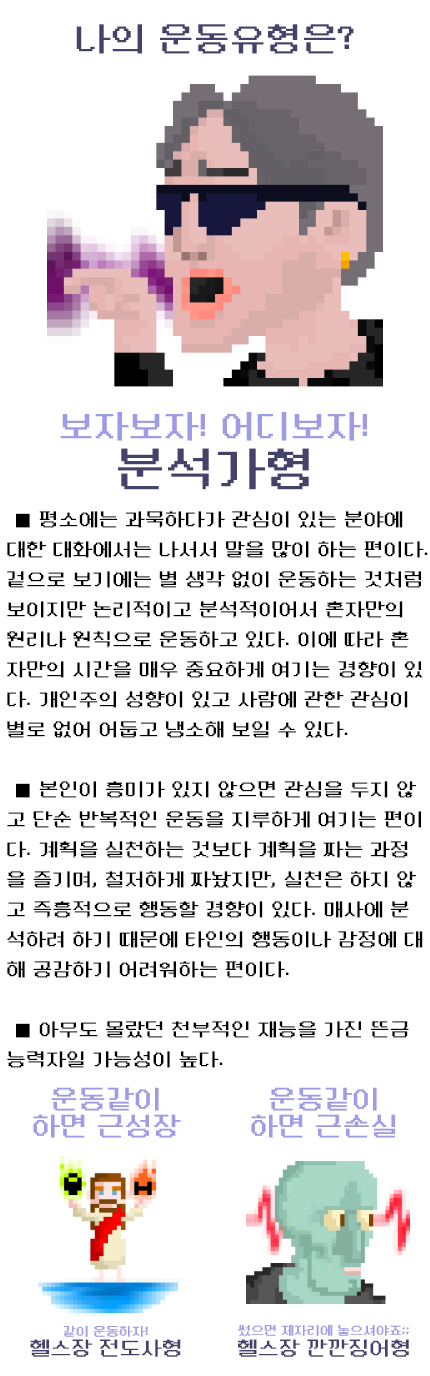 나의 운동유형은?
보자보자! 어디보자!
분석가형
■ 평소에는 과묵하다가 관심이 있는 분야에
대한 대화에서는 나서서 말을 많이 하는 편이다.
겉으로 보기에는 별 생각 없이 운동하는 것처럼
보이지만 논리적이고 분석적이어서 혼자만의
원리나 원칙으로 운동하고 있다. 이에 따라 혼
자만의 시간을 매우 중요하게 여기는 경향이 있
다. 개인주의 성향이 있고 사람에 관한 관심이
별로 없어 어둡고 냉소해 보일 수 있다.
■ 본인이 흥미가 있지 않으면 관심을 두지 않
고 단순 반복적인 운동을 지루하게 여기는 편이
다. 계획을 실천하는 것보다 계획을 짜는 과정
을 즐기며, 철저하게 짜놨지만, 실천은 하지 않
고 즉흥적으로 행동할 경향이 있다. 매사에 분
석하려 하기 때문에 타인의 행동이나 감정에 대
해 공감하기 어려워하는 편이다.
■ 아무도 몰랐던 천부적인 재능을 가진 뜬금
능력자일 가능성이 높다.
운동같이
하면 근성장
운동같이
하면 근손실
같이 운동하자!
헬스장 전도사형
썼으면 제자리에 놓으셔야죠;;
헬스장 깐깐징어형